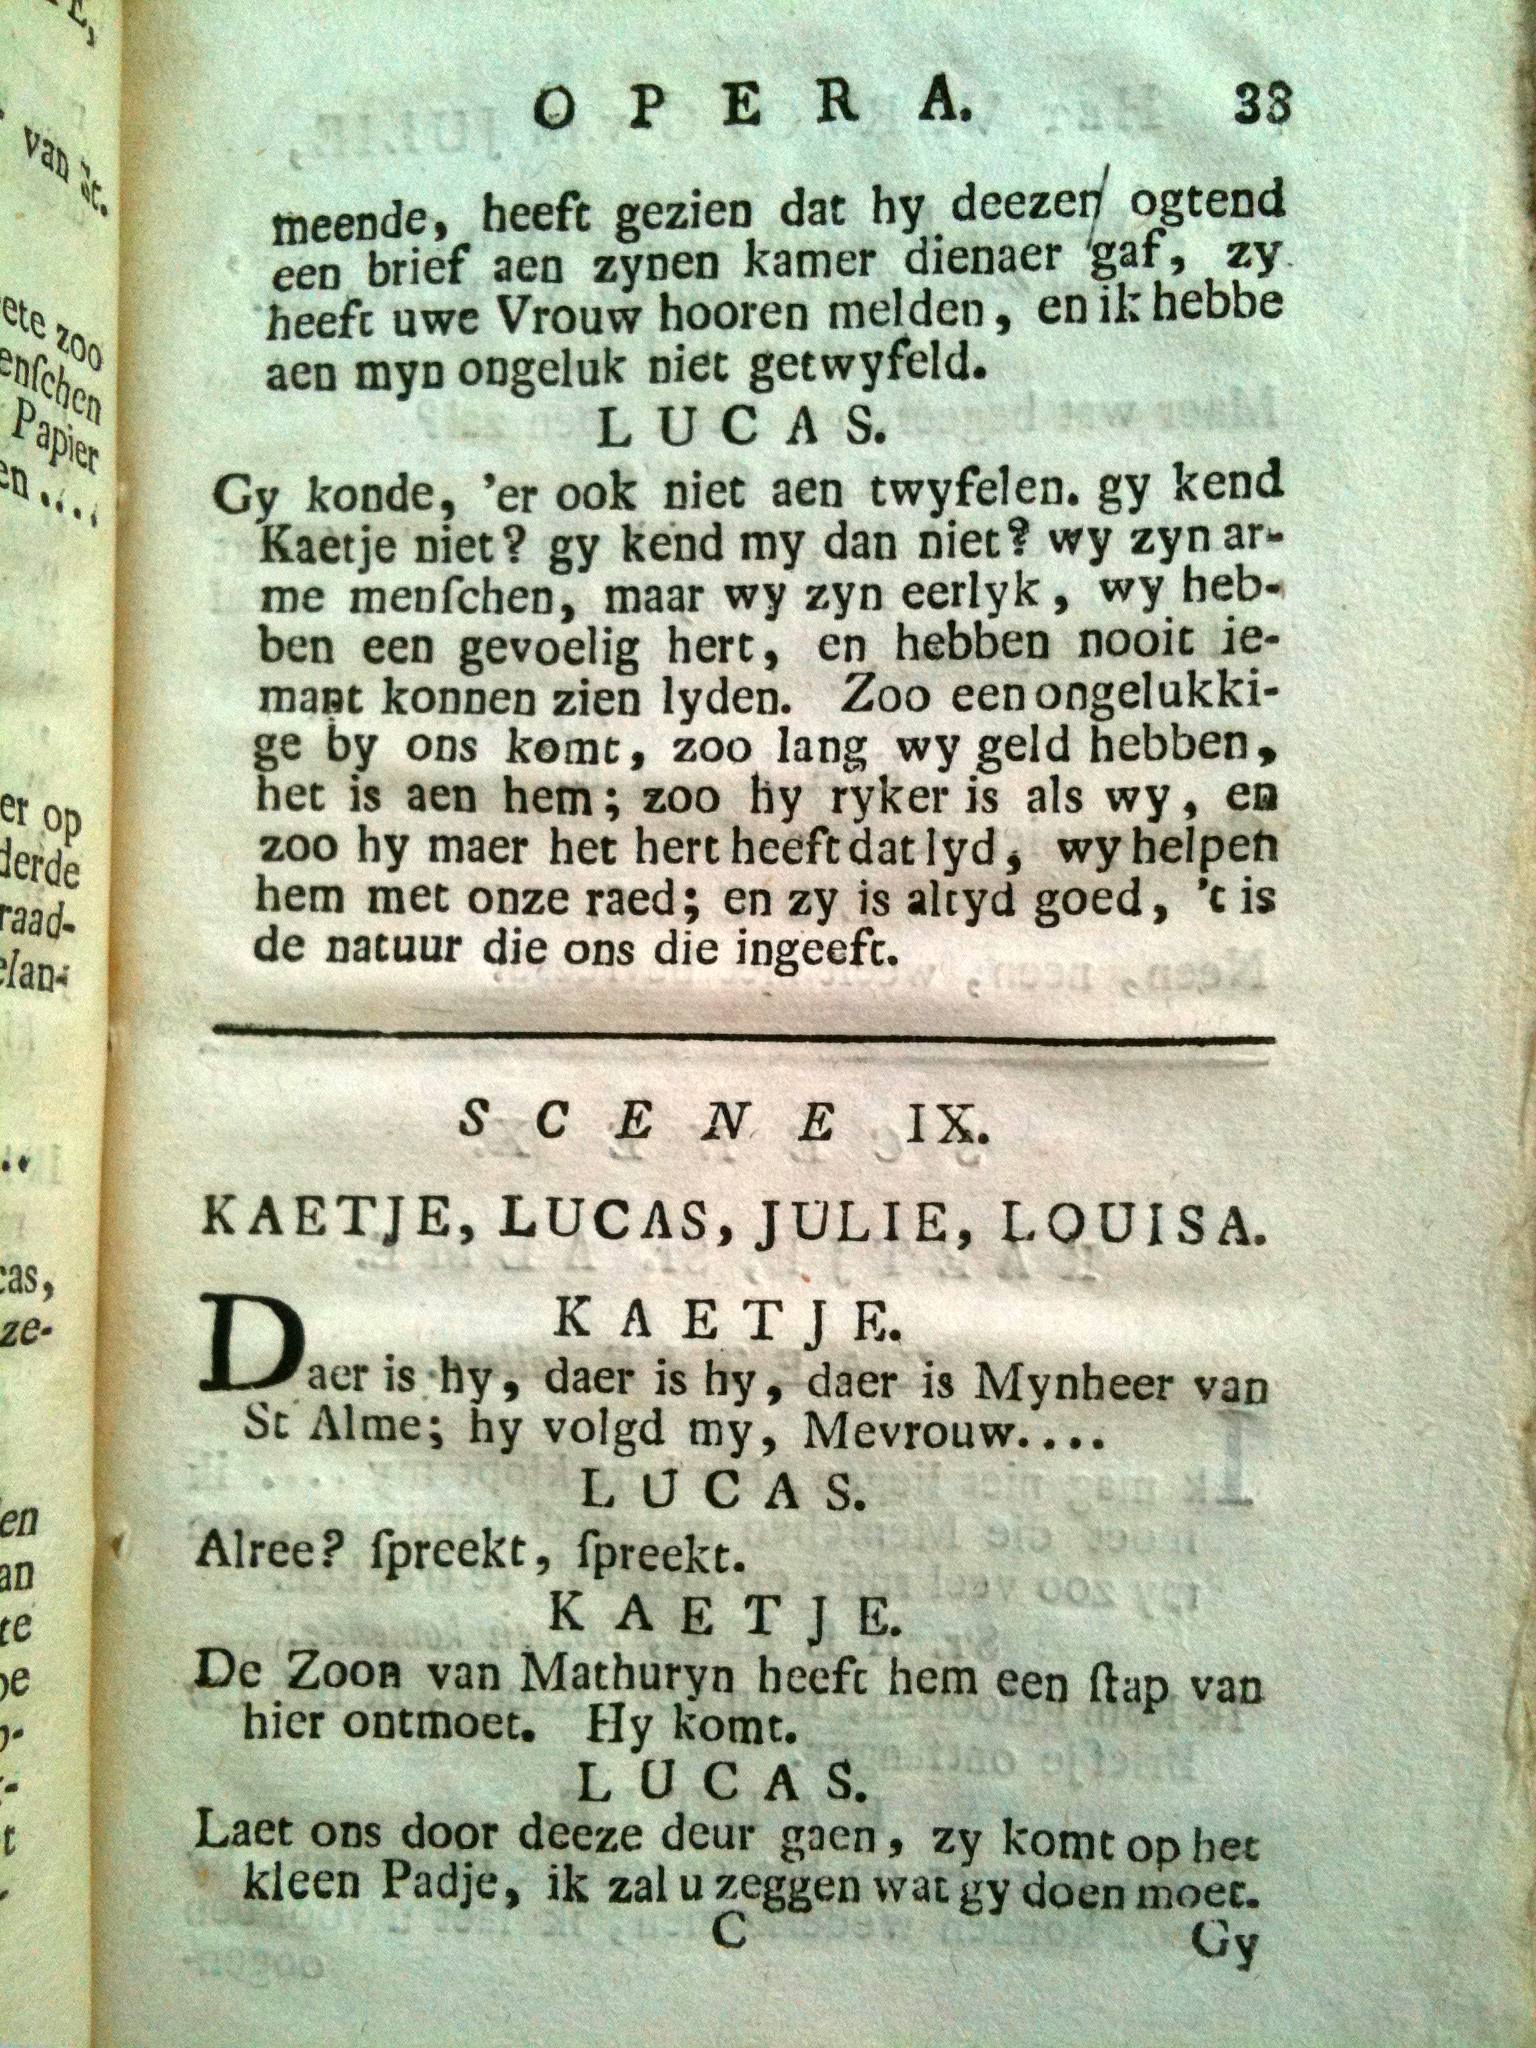 OPERA. 33
meende, heeft gezien dat hy deezen ogtend
een brief aen zynen kamer dienaer gaf, zy
heeft uwe Vrouw hooren melden, en ik hebbe
aen myn ongeluk niet getwyfeld.
LUCAS.
Gy konde, 'er ook niet aen twyfelen. gy kend
Kaetje niet? gy kend my dan niet? wy zyn ar-
me menſchen, maar wy zyn eerlyk, wy heb-
ben een gevoelig hert, en hebben nooit ie-
mant konnen zien lyden. Zoo een ongelukki-
ge by ons komt, zoo lang wy geld hebben,
het is aen hem; zoo hy ryker is als wy, en
zoo hy maer het hert heeft dat lyd, wy helpen
hem met onze raed; en zy is altyd goed, 't is
de natuur die ons die ingeeft.
SCENE IX.
KAETJE, LUCAS, JULIE, LOUISA.
KAETJE.
Daer is hy, daer is hy, daer is Mynheer van
St Alme; hy volgd my, Mevrouw....
LUCAS.
Alree? ſpreekt, ſpreekt.
KAETJE.
De Zoon van Mathuryn heeft hem een ſtap van
hier ontmoet. Hy komt.
LUCAS.
Laet ons door deeze deur gaen, zy komt op het
kleen Padje, ik zal u zeggen wat gy doen moet.
C Gy